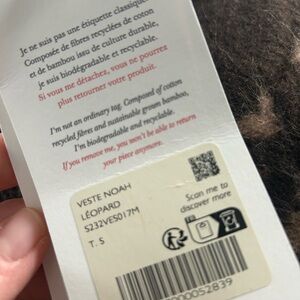 Je ne suis pas une étiquette classique.
Composée de fibres recyclées de coton
et de bambou issu de culture durable,
je suis biodégradable et recyclable.
Si vous me détachez, vous ne pourrez
plus retourner votre produit.
I'm not an ordinary tag. Composed of cotton
recycled fibres and sustainable grown bamboo,
I'm biodegradable and recyclable.
If you remove me, you won't be able to return
your piece anymore.
VESTE NOAH
LÉOPARD
S232VES017M
T. S
Scan me to
discover more
00052839